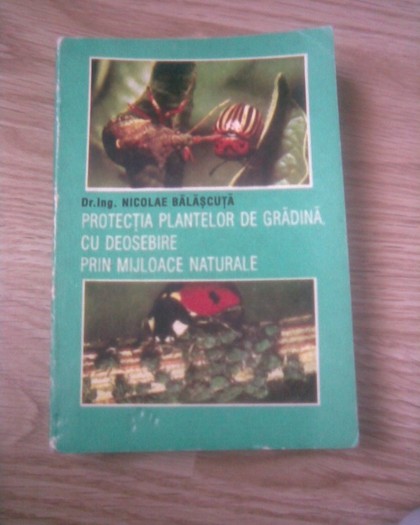 Dr.Ing. NICOLAE BĂLĂȘCUȚĂ
PROTECȚIA PLANTELOR DE GRĂDINĂ,
CU DEOSEBIRE
PRIN MIJLOACE NATURALE